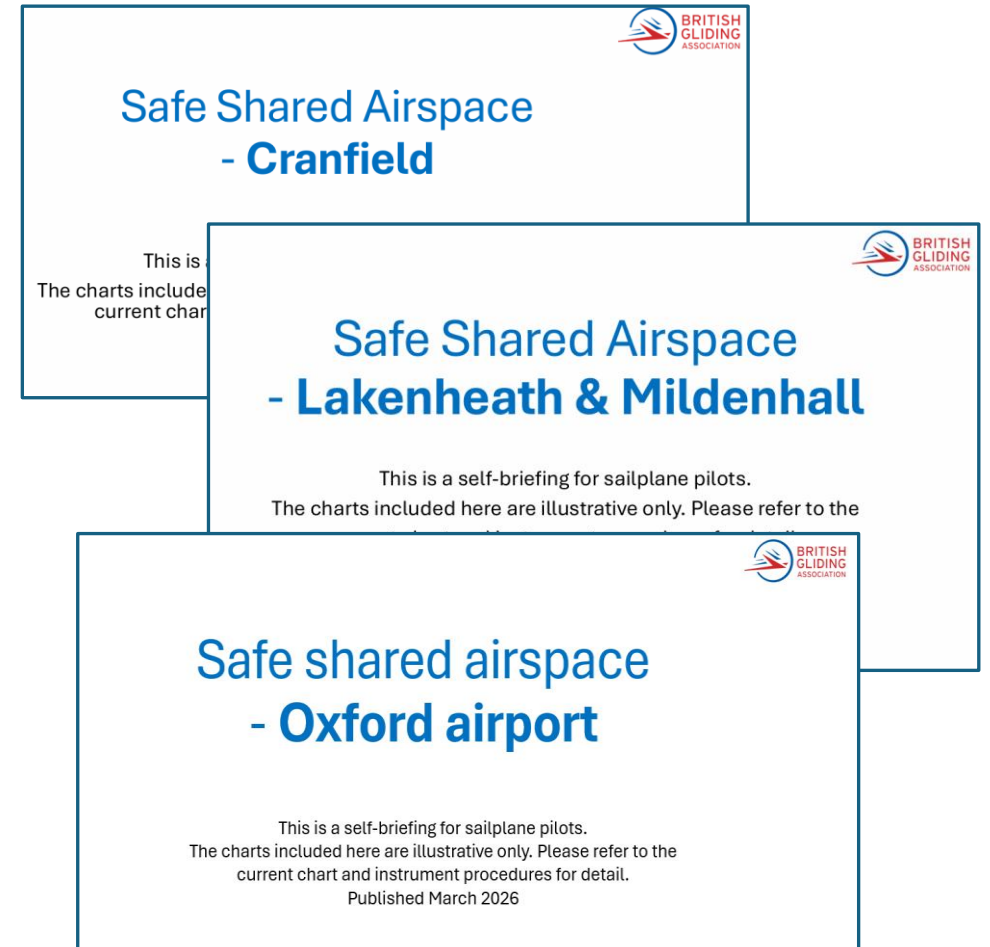 BRITISH
GLIDING
ASSOCIATION
Safe Shared Airspace
- Cranfield
This is
The charts include
current char
BRITISH
GLIDING
ASSOCIATION
Safe Shared Airspace
- Lakenheath & Mildenhall
This is a self-briefing for sailplane pilots.
The charts included here are illustrative only. Please refer to the
BRITISH
GLIDING
ASSOCIATION
Safe shared airspace
- Oxford airport
This is a self-briefing for sailplane pilots.
The charts included here are illustrative only. Please refer to the
current chart and instrument procedures for detail.
Published March 2026